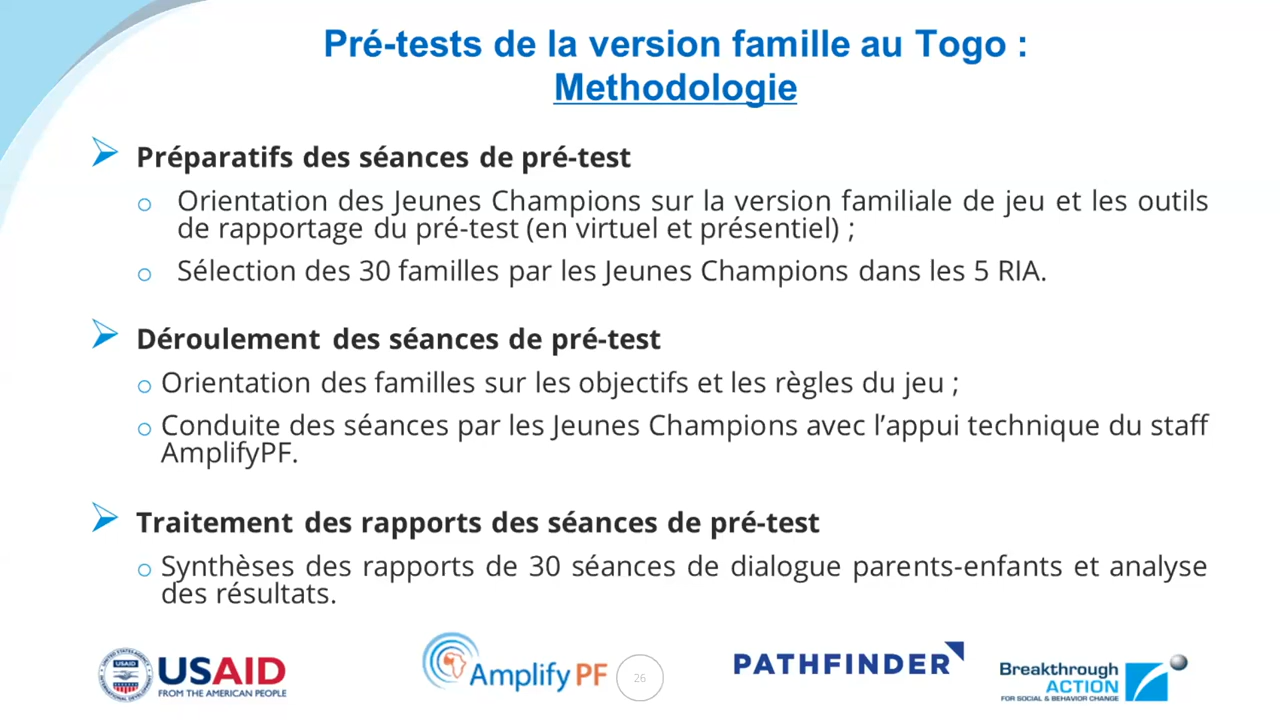 Pré-tests de la version famille au Togo :
Methodologie
Préparatifs des séances de pré-test
Orientation des Jeunes Champions sur la version familiale de jeu et les outils
de rapportage du pré-test (en virtuel et présentiel) ;
Sélection des 30 familles par les Jeunes Champions dans les 5 RIA.
Déroulement des séances de pré-test
Orientation des familles sur les objectifs et les règles du jeu ;
Conduite des séances par les Jeunes Champions avec l’appui technique du staff
AmplifyPF.
Traitement des rapports des séances de pré-test
Synthèses des rapports de 30 séances de dialogue parents-enfants et analyse
des résultats.
USAID
USAID
FROM THE AMERICAN PEOPLE
Amplify PF
26
PATHFINDER
Breakthrough
ACTION
FOR SOCIAL & BEHAVIOR CHANGE